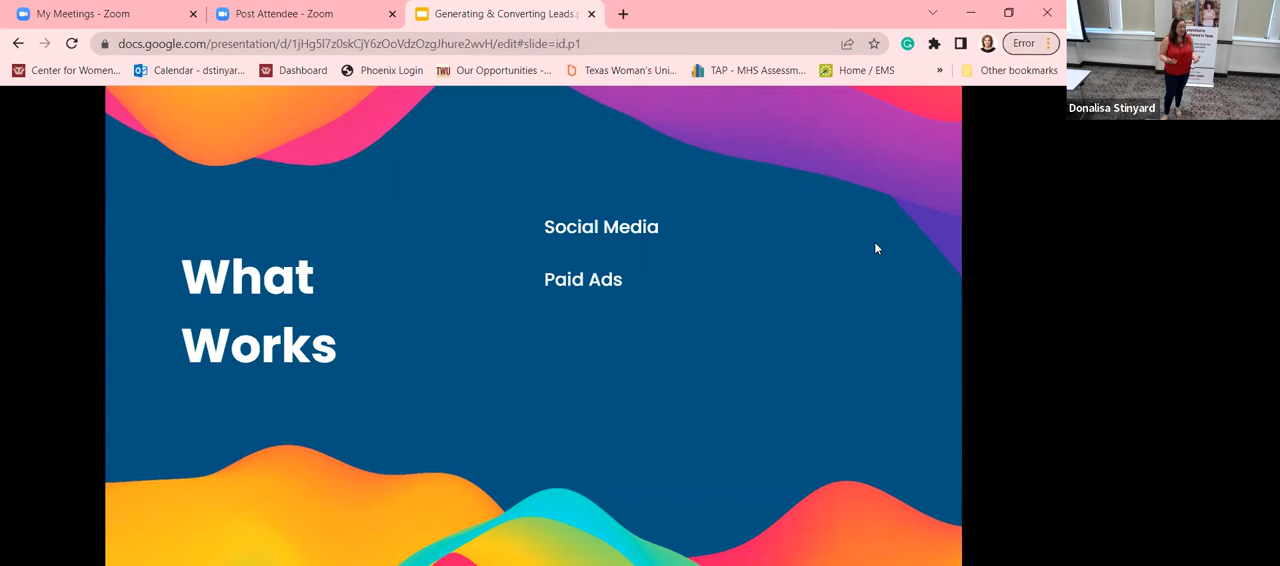 My Meetings - Zoom
Post Attendee - Zoom
Generating & Converting Leads.p
docs.google.com/presentation/d/1jHg5l7z0skCjY6zQoVdzOzgJhure2wvH/edit#slide=id.p1
Error
Center for Women...
Calendar - dstinyar...
Dashboard
Phoenix Login
TWU Our Opportunities -...
Texas Woman's Uni...
TAP - MHS Assessm...
Home / EMS
»
Other bookmarks
Donalisa Stinyard
What
Works
Social Media
Paid Ads